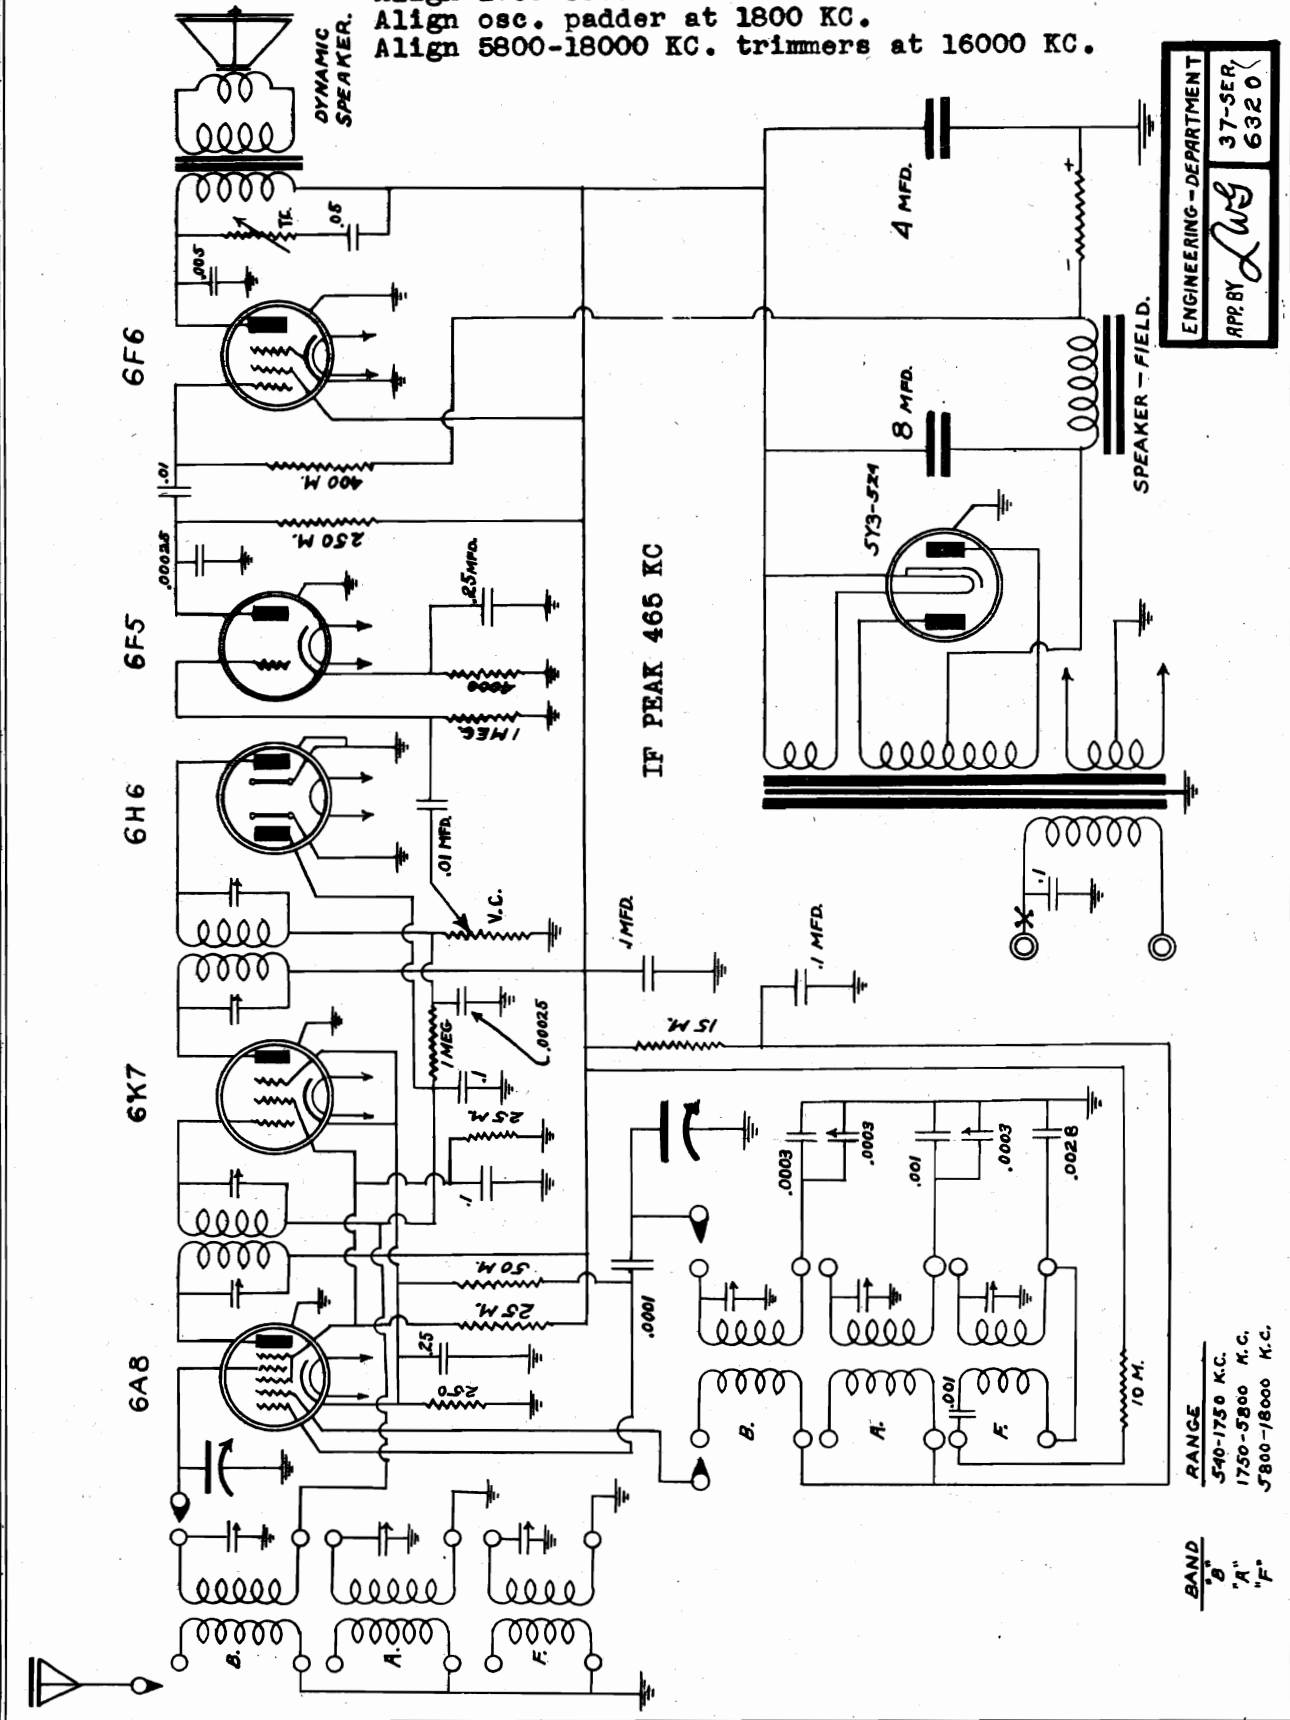 Align osc. padder at 1800 KC.
Align 5800-18000 KC. trimmers at 16000 KC.
DYNAMIC
SPEAKER.
ENGINEERING-DEPARTMENT
APP. BY
37-SER,
6320
6A8
6K7
6H6
6F5
6F6
.005
T.C.
.05
.01
400 M.
250 M.
.00025
.25 MFD.
4000
1 MEG.
.01 MFD.
V.C.
.1 MFD.
.1 MFD.
1 MEG
.00025
.1
25 M.
.1
15 M.
50 M.
25 M.
.25
250
.0001
IF PEAK 465 KC
4 MFD.
+
-
8 MFD.
5Y3-5Z4
SPEAKER-FIELD.
.1
.0003
.0003
.001
.0003
.0028
B.
A.
F.
.001
10 M.
B.
A.
F.
BAND RANGE
"B" 540-1750 K.C.
"A" 1750-5800 K.C.
"F" 5800-18000 K.C.